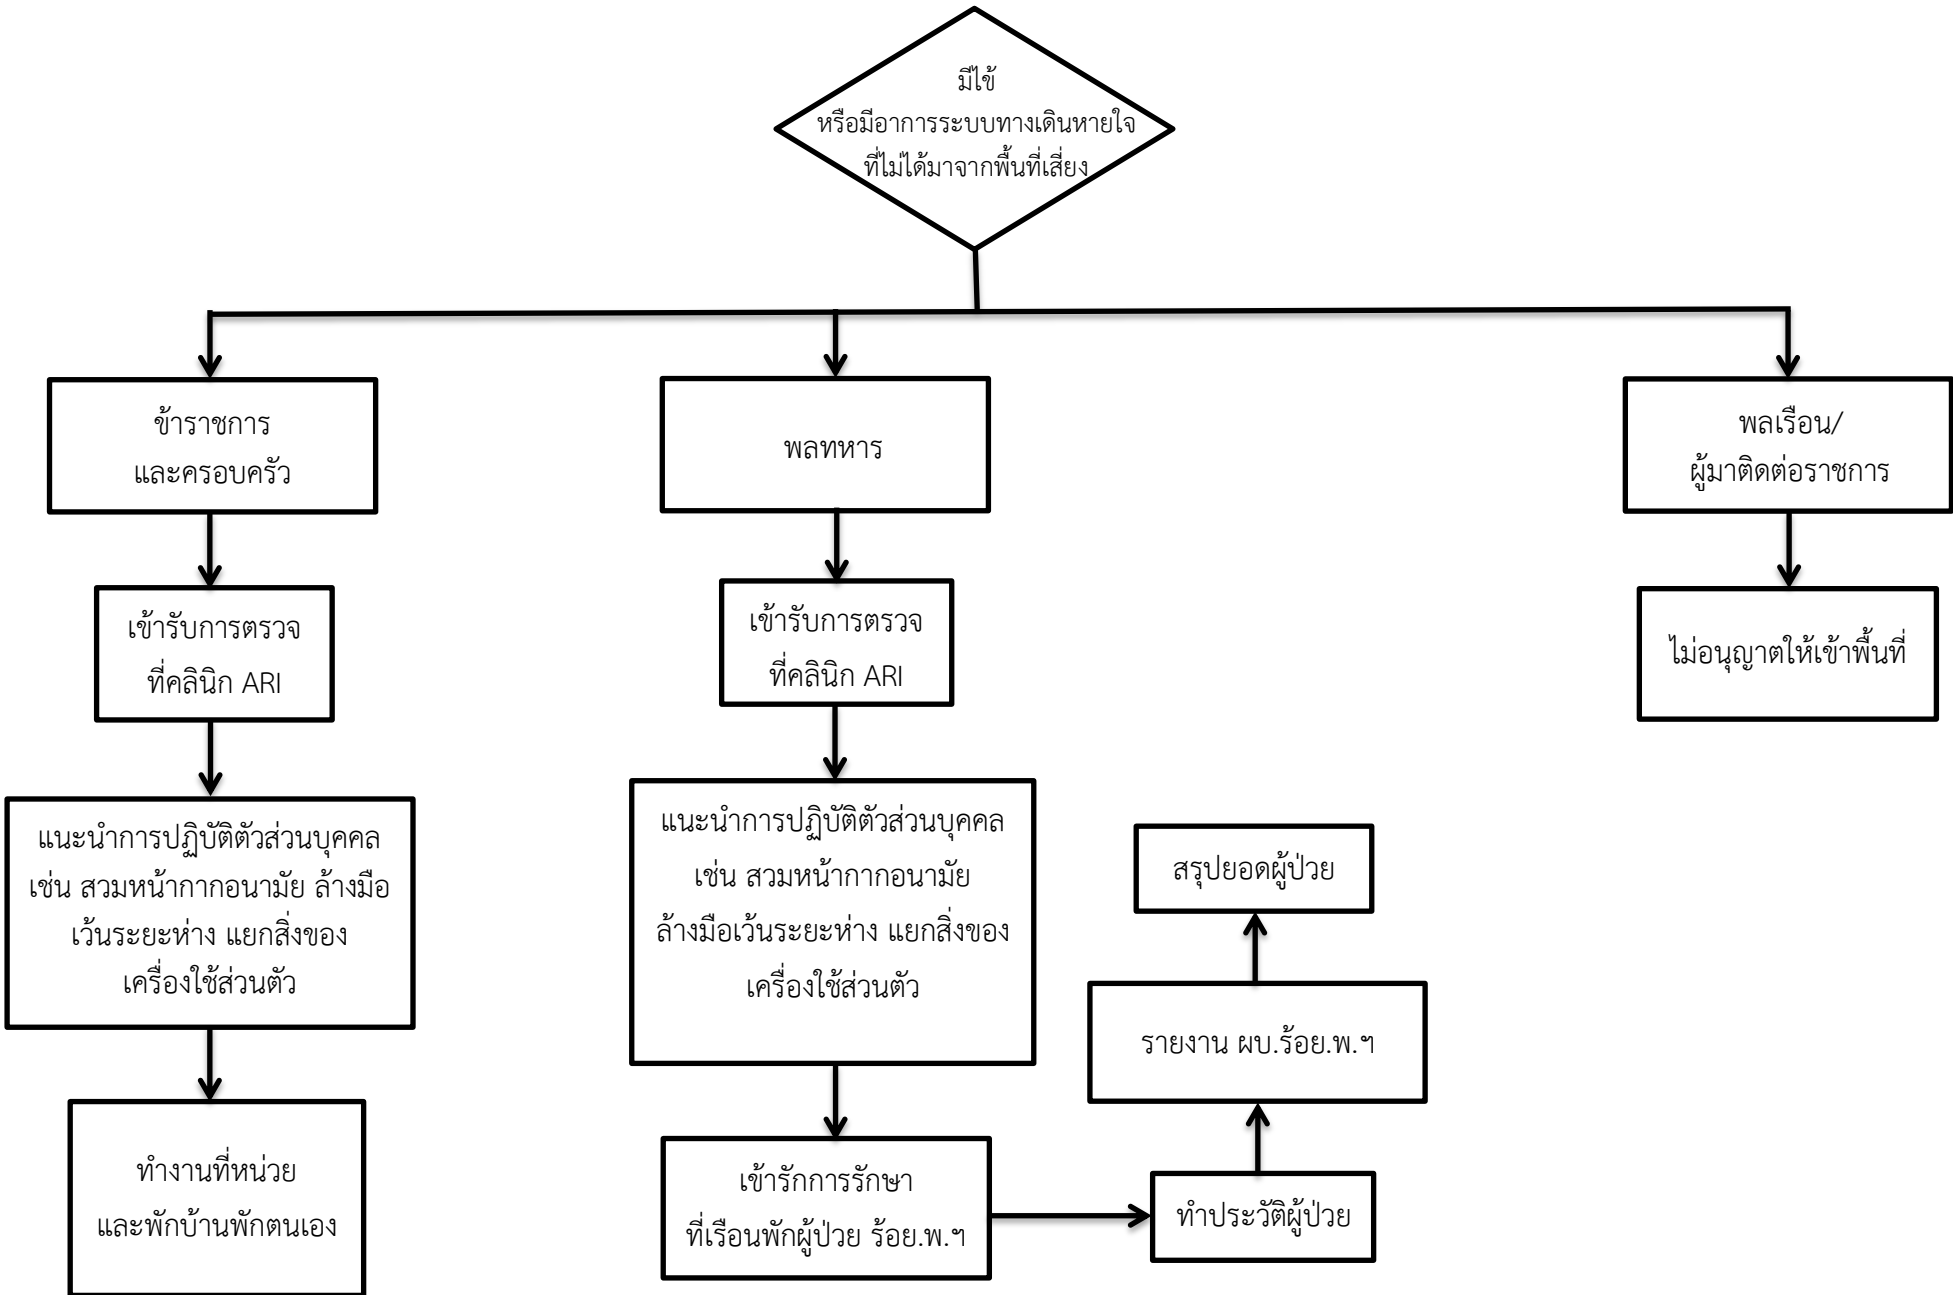 มีไข้
หรือมีอาการระบบทางเดินหายใจ
ที่ไม่ได้มาจากพื้นที่เสี่ยง
ข้าราชการ
และครอบครัว
พลทหาร
พลเรือน/
ผู้มาติดต่อราชการ
เข้ารับการตรวจ
ที่คลินิก ARI
เข้ารับการตรวจ
ที่คลินิก ARI
ไม่อนุญาตให้เข้าพื้นที่
แนะนำการปฏิบัติตัวส่วนบุคคล
เช่น สวมหน้ากากอนามัย ล้างมือ
เว้นระยะห่าง แยกสิ่งของ
เครื่องใช้ส่วนตัว
แนะนำการปฏิบัติตัวส่วนบุคคล
เช่น สวมหน้ากากอนามัย
ล้างมือเว้นระยะห่าง แยกสิ่งของ
เครื่องใช้ส่วนตัว
สรุปยอดผู้ป่วย
รายงาน ผบ.ร้อย.พ.ฯ
ทำงานที่หน่วย
และพักบ้านพักตนเอง
เข้ารักการรักษา
ที่เรือนพักผู้ป่วย ร้อย.พ.ฯ
ทำประวัติผู้ป่วย